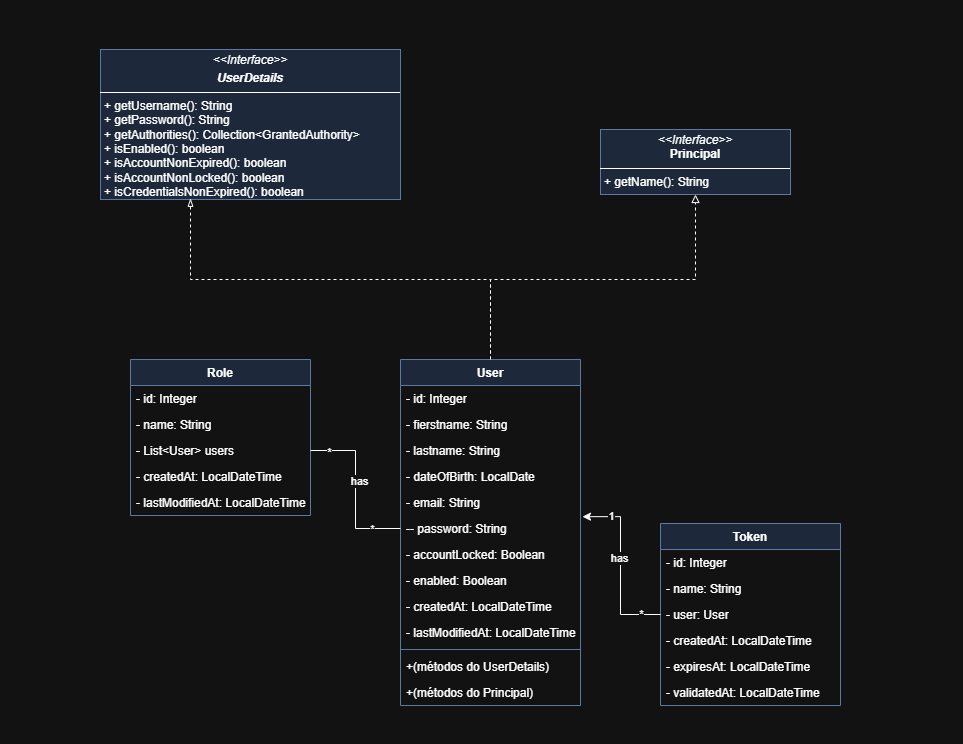 <<Interface>>
UserDetails
+ getUsername(): String
+ getPassword(): String
+ getAuthorities(): Collection<GrantedAuthority>
+ isEnabled(): boolean
+ isAccountNonExpired(): boolean
+ isAccountNonLocked(): boolean
+ isCredentialsNonExpired(): boolean
<<Interface>>
Principal
+ getName(): String
Role
- id: Integer
- name: String
- List<User> users
- createdAt: LocalDateTime
- lastModifiedAt: LocalDateTime
*
has
*
User
- id: Integer
- fierstname: String
- lastname: String
- dateOfBirth: LocalDate
- email: String
- password: String
- accountLocked: Boolean
- enabled: Boolean
- createdAt: LocalDateTime
- lastModifiedAt: LocalDateTime
+(métodos do UserDetails)
+(métodos do Principal)
1
has
*
Token
- id: Integer
- name: String
- user: User
- createdAt: LocalDateTime
- expiresAt: LocalDateTime
- validatedAt: LocalDateTime